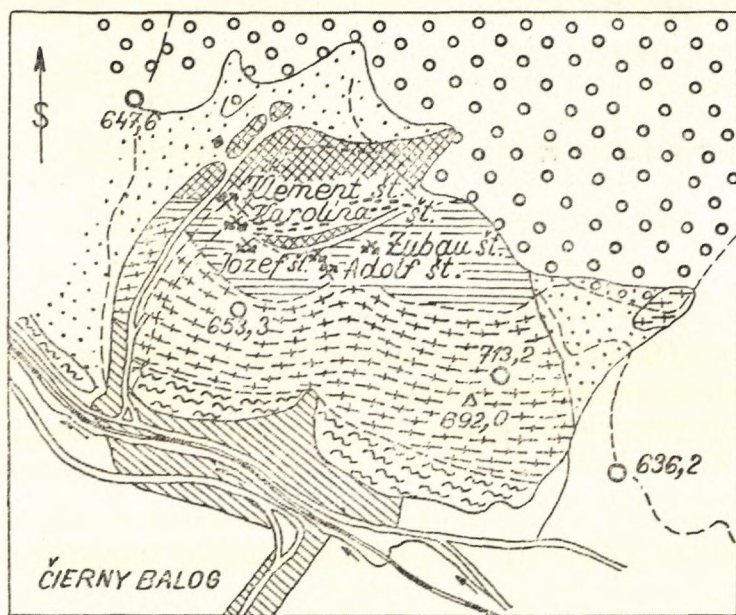 647,6
S
Klement št.
Karolina št.
Zubau št.
Jozef št.
Adolf št.
653,3
713,2
692,0
636,2
ČIERNY BALOG